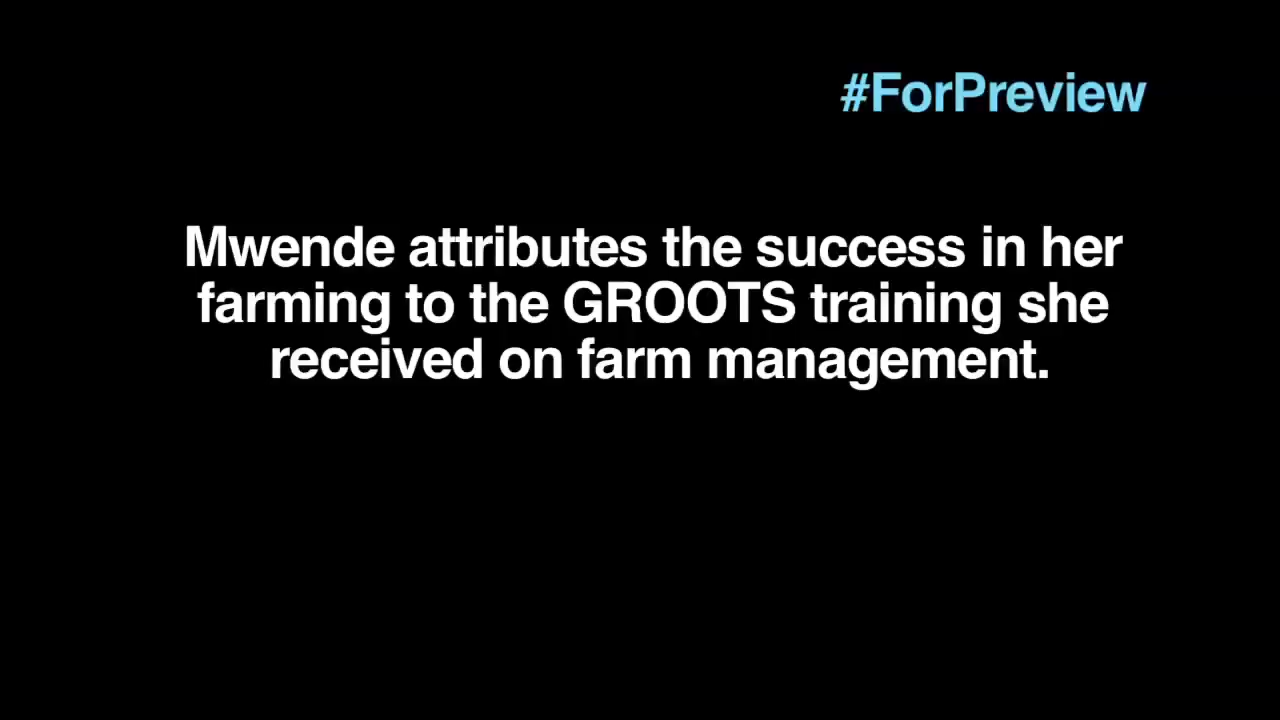 #ForPreview
Mwende attributes the success in her
farming to the GROOTS training she
received on farm management.